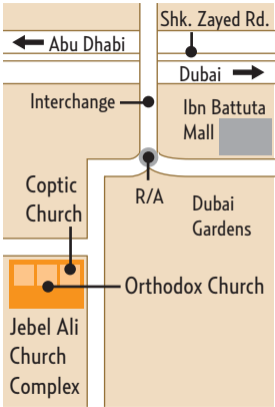 Shk. Zayed Rd.
Abu Dhabi
Dubai
Interchange
Ibn Battuta
Mall
R/A
Coptic
Church
Dubai
Gardens
Orthodox Church
Jebel Ali
Church
Complex